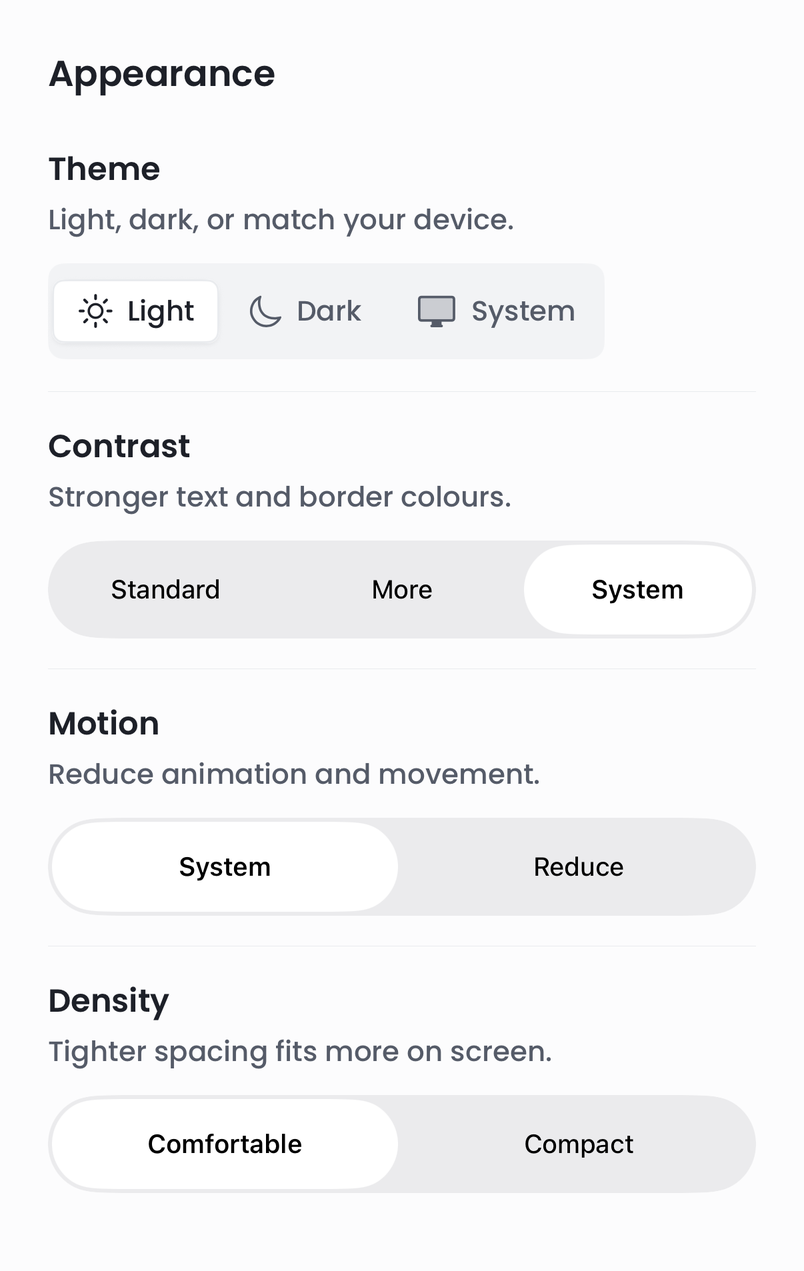 Appearance
Theme
Light, dark, or match your device.
Light Dark System
Contrast
Stronger text and border colours.
Standard More System
Motion
Reduce animation and movement.
System Reduce
Density
Tighter spacing fits more on screen.
Comfortable Compact